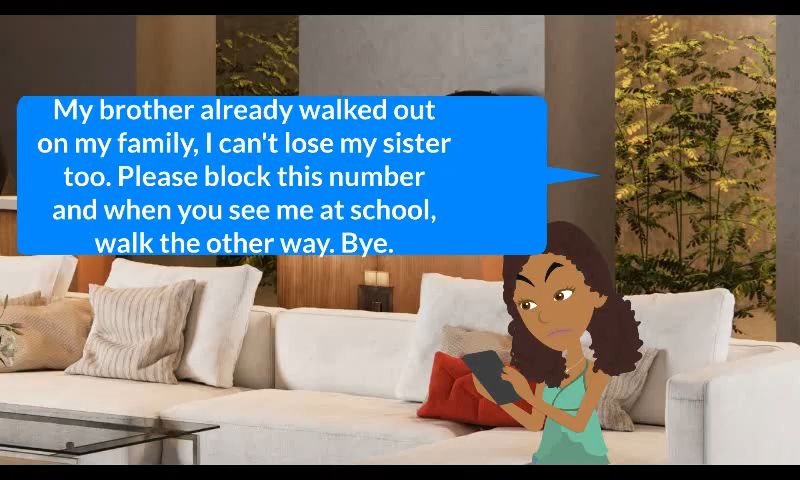 My brother already walked out
on my family, I can't lose my sister
too. Please block this number
and when you see me at school,
walk the other way. Bye.